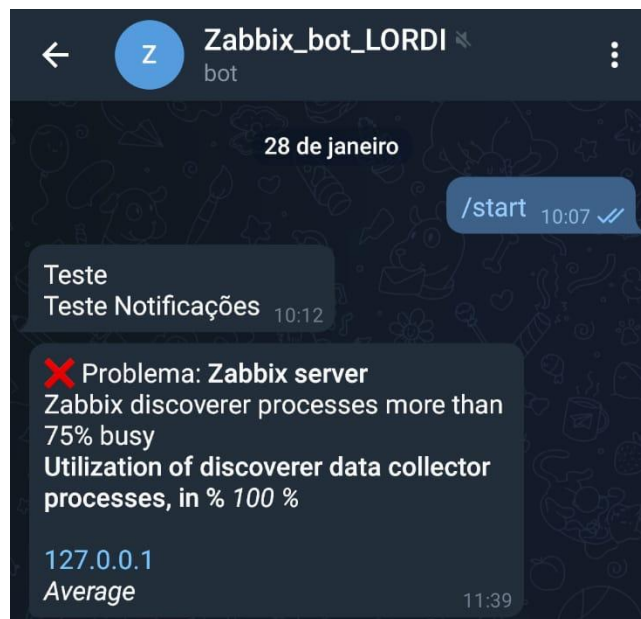 Z
Zabbix_bot_LORDI
bot
28 de janeiro
/start 10:07
Teste
Teste Notificações 10:12
❌ Problema: Zabbix server
Zabbix discoverer processes more than
75% busy
Utilization of discoverer data collector
processes, in % 100 %
127.0.0.1
Average
11:39